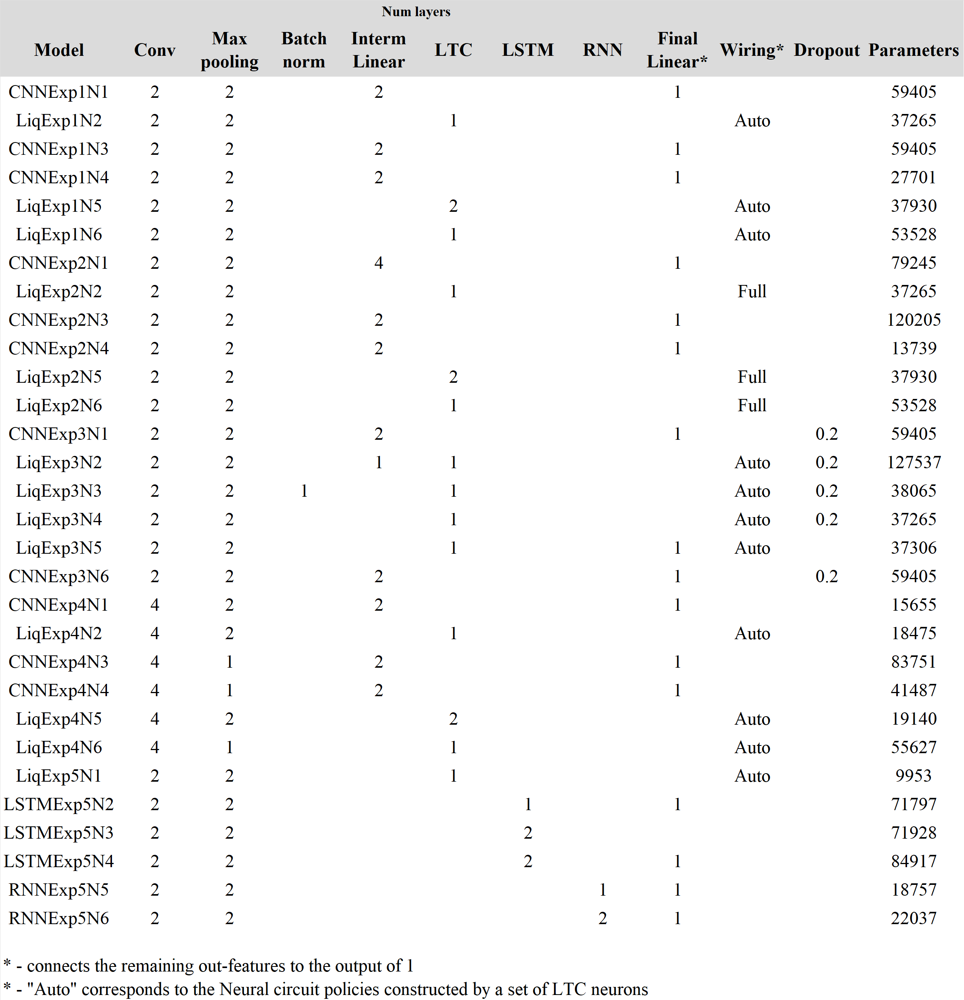 Num layers
Model Conv Max pooling Batch norm Interm Linear LTC LSTM RNN Final Linear* Wiring* Dropout Parameters
CNNExp1N1 2 2 2 1 59405
LiqExp1N2 2 2 1 Auto 37265
CNNExp1N3 2 2 2 1 59405
CNNExp1N4 2 2 2 1 27701
LiqExp1N5 2 2 2 Auto 37930
LiqExp1N6 2 2 1 Auto 53528
CNNExp2N1 2 2 4 1 79245
LiqExp2N2 2 2 1 Full 37265
CNNExp2N3 2 2 2 1 120205
CNNExp2N4 2 2 2 1 13739
LiqExp2N5 2 2 2 Full 37930
LiqExp2N6 2 2 1 Full 53528
CNNExp3N1 2 2 2 1 0.2 59405
LiqExp3N2 2 2 1 1 Auto 0.2 127537
LiqExp3N3 2 2 1 1 Auto 0.2 38065
LiqExp3N4 2 2 1 Auto 0.2 37265
LiqExp3N5 2 2 1 1 Auto 37306
CNNExp3N6 2 2 2 1 0.2 59405
CNNExp4N1 4 2 2 1 15655
LiqExp4N2 4 2 1 Auto 18475
CNNExp4N3 4 1 2 1 83751
CNNExp4N4 4 1 2 1 41487
LiqExp4N5 4 2 2 Auto 19140
LiqExp4N6 4 1 1 Auto 55627
LiqExp5N1 2 2 1 Auto 9953
LSTMExp5N2 2 2 1 1 71797
LSTMExp5N3 2 2 2 71928
LSTMExp5N4 2 2 2 1 84917
RNNExp5N5 2 2 1 1 18757
RNNExp5N6 2 2 2 1 22037
* - connects the remaining out-features to the output of 1
* - "Auto" corresponds to the Neural circuit policies constructed by a set of LTC neurons